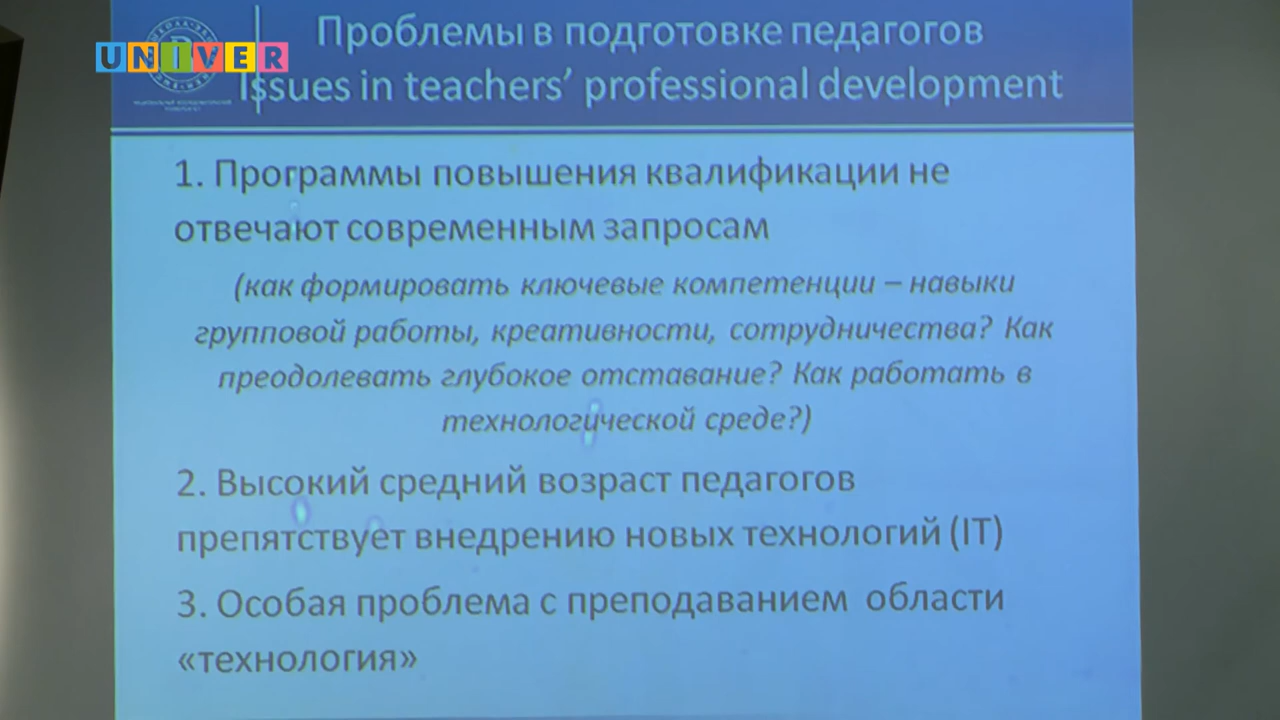 UNIVER
Проблемы в подготовке педагогов
Issues in teachers’ professional development
1. Программы повышения квалификации не
отвечают современным запросам
(как формировать ключевые компетенции – навыки
групповой работы, креативности, сотрудничества? Как
преодолевать глубокое отставание? Как работать в
технологической среде?)
2. Высокий средний возраст педагогов
препятствует внедрению новых технологий (IT)
3. Особая проблема с преподаванием области
«технология»